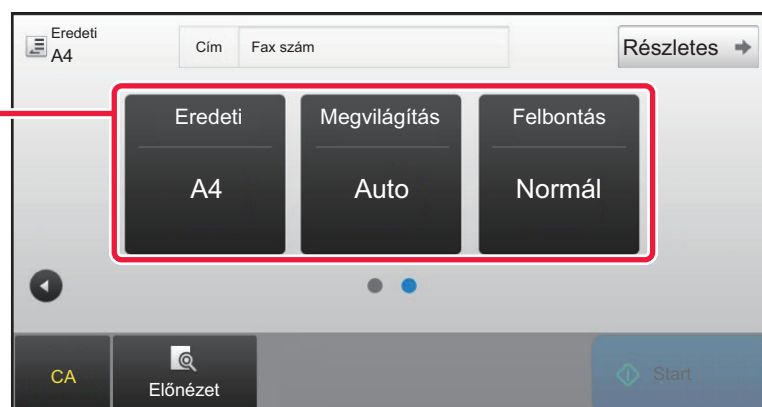 Eredeti
A4
Cím Fax szám
Részletes
Eredeti Megvilágítás Felbontás
A4 Auto Normál
CA
Előnézet
Start